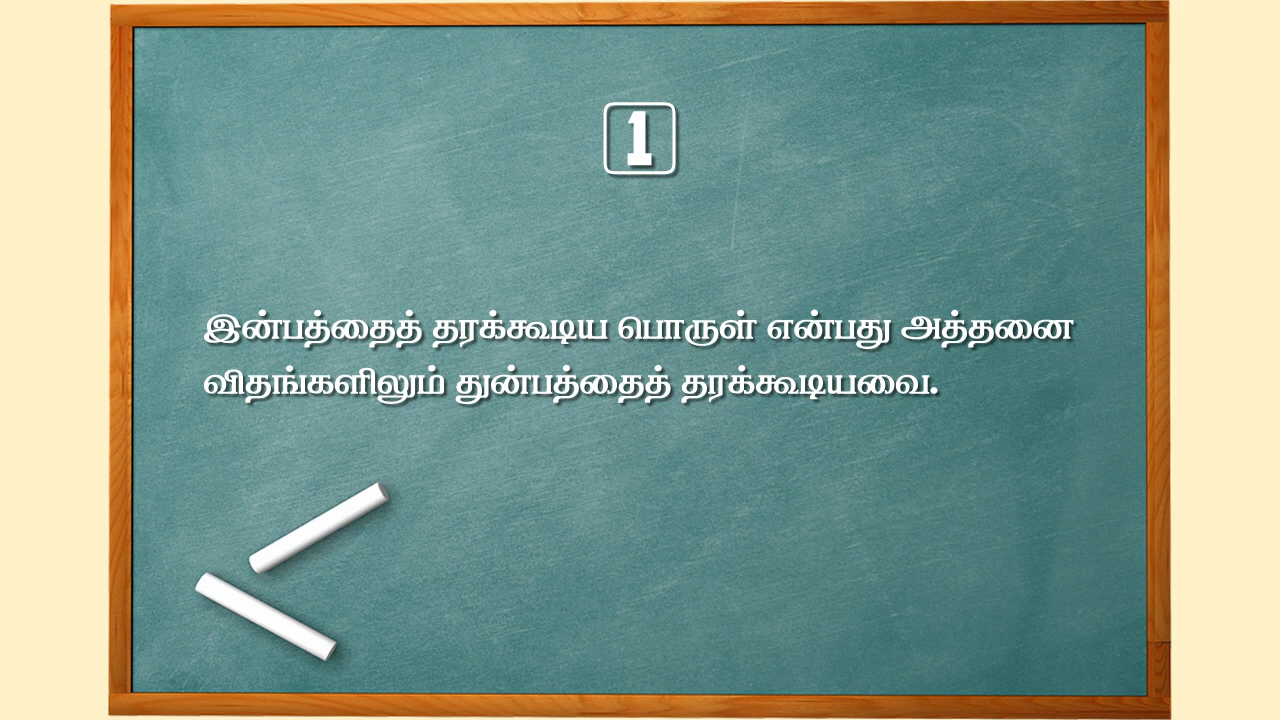 1
இன்பத்தைத் தரக்கூடிய பொருள் என்பது அத்தனை
விதங்களிலும் துன்பத்தைத் தரக்கூடியவை.